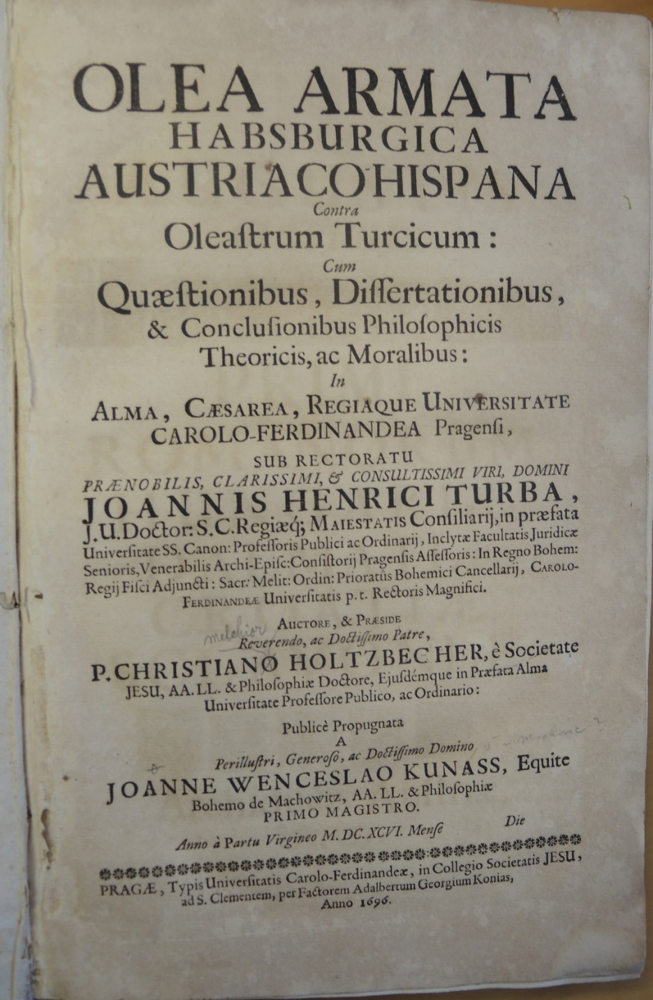 OLEA ARMATA
HABSBURGICA
AUSTRIACO-HISPANA
Contra
Oleaſtrum Turcicum :
Cum
Quæſtionibus , Diſſertationibus ,
& Concluſionibus Philoſophicis
Theoricis, ac Moralibus :
In
ALMA, CÆSAREA, REGIAQUE UNIVERSITATE
CAROLO-FERDINANDEA Pragenſi,
SUB RECTORATU
PRÆNOBILIS, CLARISSIMI, & CONSULTISSIMI VIRI, DOMINI
JOANNIS HENRICI TURBA,
J.U.Doctor: S.C.Regiæq́; MAIESTATIS Conſiliarij, in præfata
Univerſitate SS. Canon: Profeſſoris Publici ac Ordinarij, Inclytæ Facultatis Juridicæ
Senioris, Venerabilis Archi-Epiſc: Conſiſtorij Pragenſis Aſſeſſoris : In Regno Bohem:
Regij Fiſci Adjuncti : Sacr: Melit: Ordin: Prioratûs Bohemici Cancellarij, CAROLO-
FERDINANDEÆ Univerſitatis p. t. Rectoris Magnifici.
AUCTORE, & PRÆSIDE
melchior
Reverendo, ac Doctiſſimo Patre,
P. CHRISTIANO HOLTZBECHER, è Societate
JESU, AA. LL. & Philoſophiæ Doctore, Ejuſdémque in Præfata Alma
Univerſitate Profeſſore Publico, ac Ordinario :
Publicè Propugnata
A
Perilluſtri, Generoſo, ac Doctiſſimo Domino
JOANNE WENCESLAO KUNASS, Equite
Bohemo de Machowitz, AA. LL. & Philoſophiæ
PRIMO MAGISTRO.
Anno à Partu Virgineo M. DC. XCVI. Menſe Die
PRAGÆ, Typis Univerſitatis Carolo-Ferdinandeæ, in Collegio Societatis JESU,
ad S. Clementem, per Factorem Adalbertum Georgium Konias,
Anno 1696.